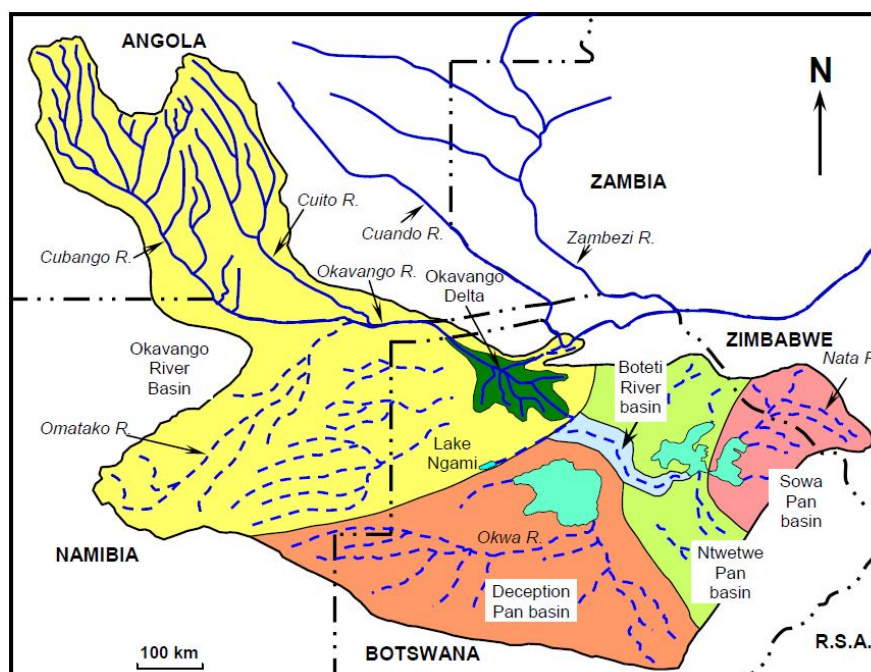 ANGOLA
N
ZAMBIA
Cuito R.
Cuando R.
Zambezi R.
Cubango R.
Okavango R.
Okavango
Delta
ZIMBABWE
Okavango
River
Basin
Boteti
River
basin
Nata R
Omatako R.
Lake
Ngami
Sowa
Pan
basin
NAMIBIA
Okwa R.
Ntwetwe
Pan
basin
Deception
Pan basin
100 km
BOTSWANA
R.S.A.